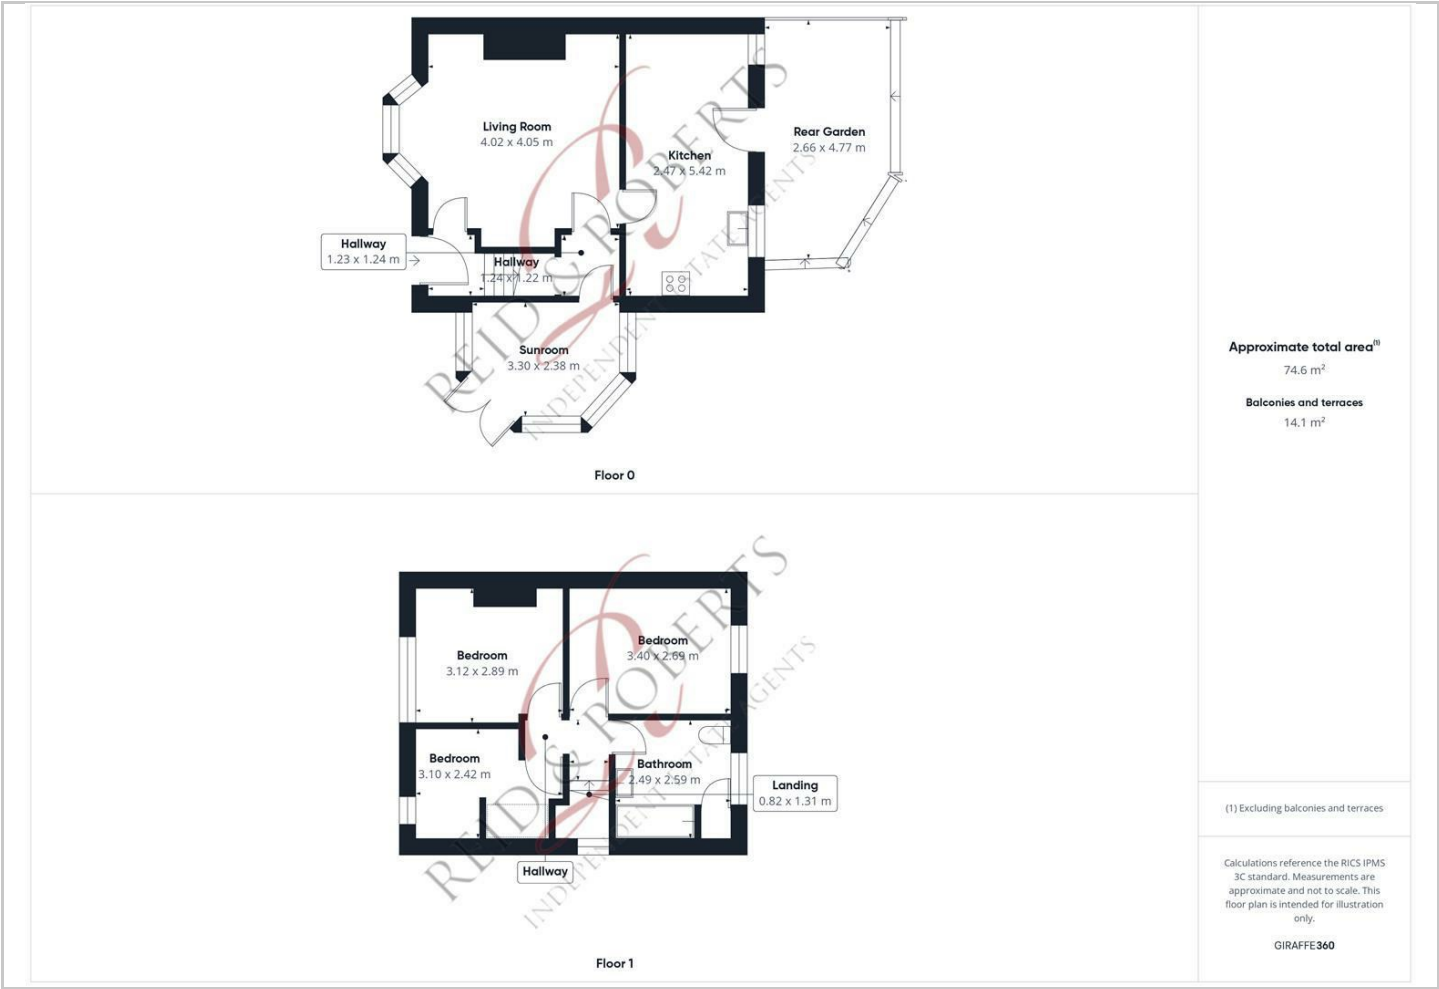 Living Room
4.02 x 4.05 m
Kitchen
2.47 x 5.42 m
Rear Garden
2.66 x 4.77 m
Hallway
1.23 x 1.24 m
Hallway
1.24 x 1.22 m
Sunroom
3.30 x 2.38 m
Floor 0
REID & ROBERTS
INDEPENDENT ESTATE AGENTS
Approximate total area(1)
74.6 m²
Balconies and terraces
14.1 m²
Bedroom
3.12 x 2.89 m
Bedroom
3.40 x 2.69 m
Bedroom
3.10 x 2.42 m
Bathroom
2.49 x 2.59 m
Landing
0.82 x 1.31 m
Hallway
Floor 1
REID & ROBERTS
INDEPENDENT ESTATE AGENTS
(1) Excluding balconies and terraces
Calculations reference the RICS IPMS
3C standard. Measurements are
approximate and not to scale. This
floor plan is intended for illustration
only.
GIRAFFE360